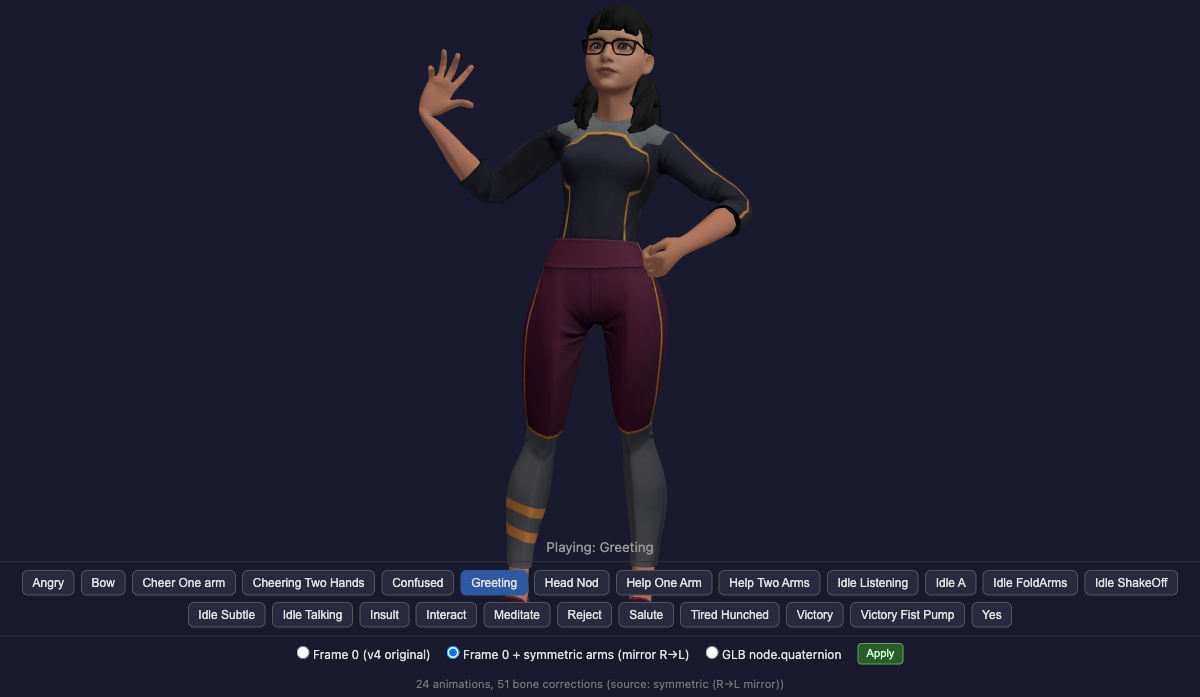 Playing: Greeting
Angry Bow Cheer One arm Cheering Two Hands Confused Greeting Head Nod Help One Arm Help Two Arms Idle Listening Idle A Idle FoldArms Idle ShakeOff
Idle Subtle Idle Talking Insult Interact Meditate Reject Salute Tired Hunched Victory Victory Fist Pump Yes
Frame 0 (v4 original) Frame 0 + symmetric arms (mirror R→L) GLB node.quaternion Apply
24 animations, 51 bone corrections (source: symmetric (R→L mirror))